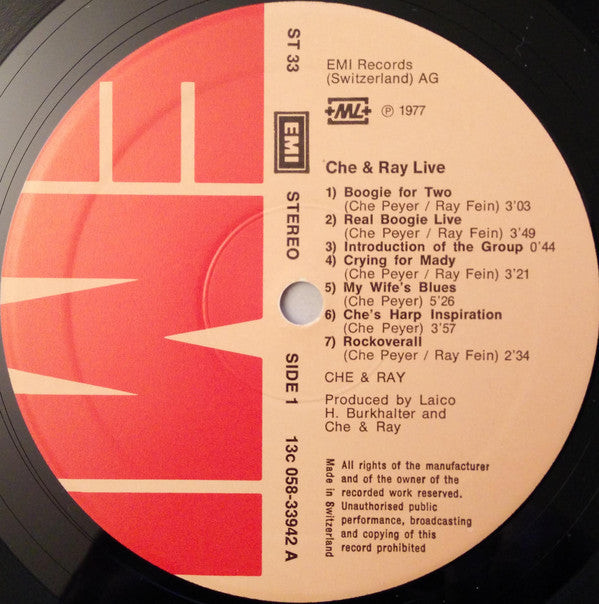 EMI Records
(Switzerland) AG
+ML+ ℗ 1977
Che & Ray Live
1) Boogie for Two
(Che Peyer / Ray Fein) 3'03
2) Real Boogie Live
(Che Peyer / Ray Fein) 3'49
3) Introduction of the Group 0'44
4) Crying for Mady
(Che Peyer / Ray Fein) 3'21
5) My Wife's Blues
(Che Peyer) 5'26
6) Che's Harp Inspiration
(Che Peyer) 3'57
7) Rockoverall
(Che Peyer / Ray Fein) 2'34
CHE & RAY
Produced by Laico
H. Burkhalter and
Che & Ray
All rights of the manufacturer
and of the owner of the
recorded work reserved.
Unauthorised public
performance, broadcasting
and copying of this
record prohibited
Made in Switzerland
ST 33
EMI
STEREO
SIDE 1
13c 058-33942 A
EMI